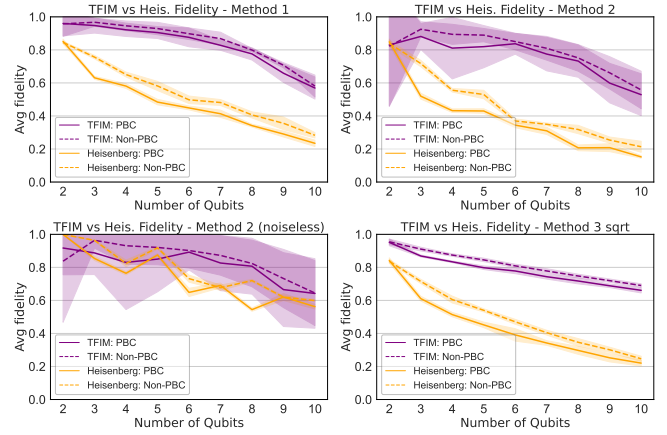 TFIM vs Heis. Fidelity - Method 1
1.0
0.8
0.6
0.4
0.2
0.0
Avg fidelity
TFIM: PBC
TFIM: Non-PBC
Heisenberg: PBC
Heisenberg: Non-PBC
2 3 4 5 6 7 8 9 10
Number of Qubits
TFIM vs Heis. Fidelity - Method 2
1.0
0.8
0.6
0.4
0.2
0.0
Avg fidelity
TFIM: PBC
TFIM: Non-PBC
Heisenberg: PBC
Heisenberg: Non-PBC
2 3 4 5 6 7 8 9 10
Number of Qubits
TFIM vs Heis. Fidelity - Method 2 (noiseless)
1.0
0.8
0.6
0.4
0.2
0.0
Avg fidelity
TFIM: PBC
TFIM: Non-PBC
Heisenberg: PBC
Heisenberg: Non-PBC
2 3 4 5 6 7 8 9 10
Number of Qubits
TFIM vs Heis. Fidelity - Method 3 sqrt
1.0
0.8
0.6
0.4
0.2
0.0
Avg fidelity
TFIM: PBC
TFIM: Non-PBC
Heisenberg: PBC
Heisenberg: Non-PBC
2 3 4 5 6 7 8 9 10
Number of Qubits